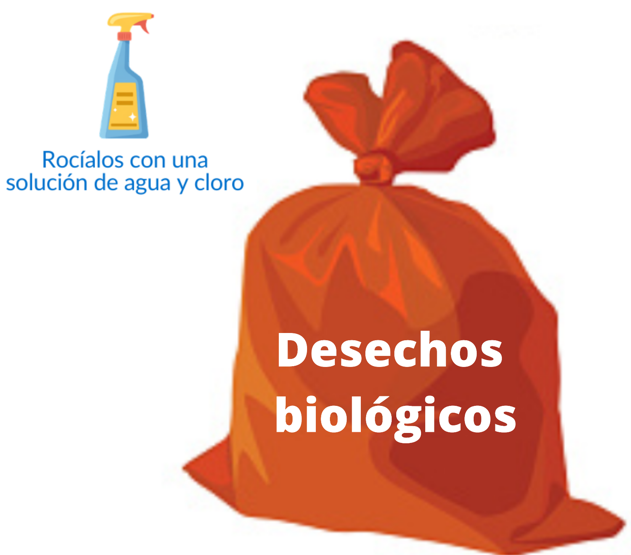 Rocíalos con una
solución de agua y cloro
Desechos
biológicos